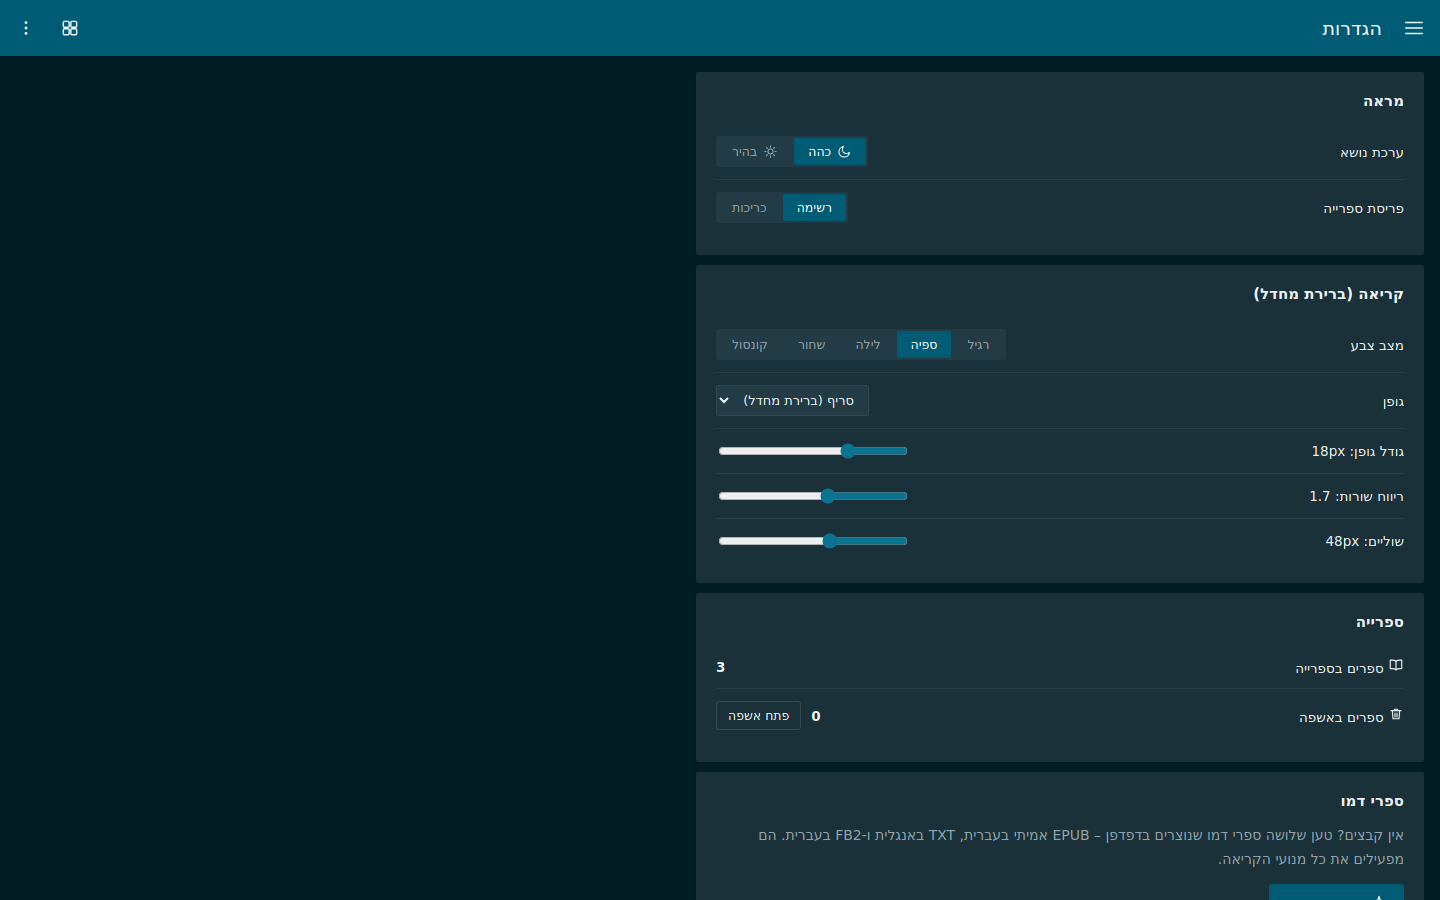 הגדרות
מראה
ערכת נושא
כהה
בהיר
פריסת ספרייה
רשימה
כריכות
קריאה (ברירת מחדל)
מצב צבע
רגיל
ספיה
לילה
שחור
קונסול
גופן
סריף (ברירת מחדל)
גודל גופן: 18px
ריווח שורות: 1.7
שוליים: 48px
ספרייה
ספרים בספרייה
3
ספרים באשפה
0
פתח אשפה
ספרי דמו
אין קבצים? טען שלושה ספרי דמו שנוצרים בדפדפן – EPUB אמיתי בעברית, TXT באנגלית ו-FB2 בעברית. הם
מפעילים את כל מנועי הקריאה.